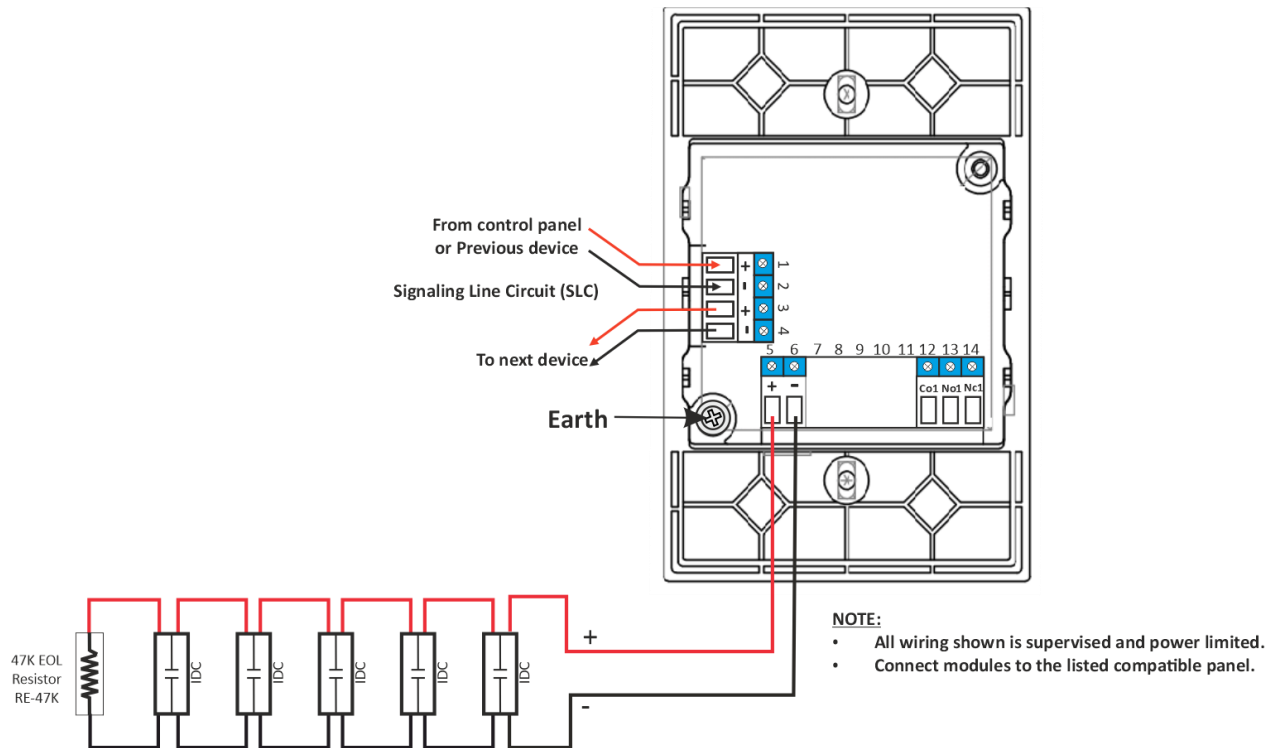 From control panel
or Previous device
Signaling Line Circuit (SLC)
To next device
+ 1
- 2
+ 3
- 4
5 6 7 8 9 10 11 12 13 14
+ - Co1 No1 Nc1
Earth
+
-
47K EOL
Resistor
RE-47K
IDC
IDC
IDC
IDC
IDC
NOTE:
• All wiring shown is supervised and power limited.
• Connect modules to the listed compatible panel.